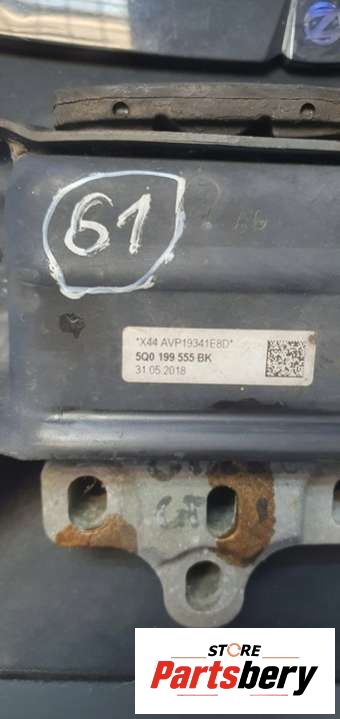 61
*X44 AVP19341E8D*
5Q0 199 555 BK
31.05.2018
STORE
Partsbery